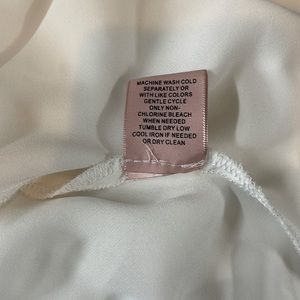 MACHINE WASH COLD
SEPARATELY OR
WITH LIKE COLORS
GENTLE CYCLE
ONLY NON-
CHLORINE BLEACH
WHEN NEEDED
TUMBLE DRY LOW
COOL IRON IF NEEDED
OR DRY CLEAN